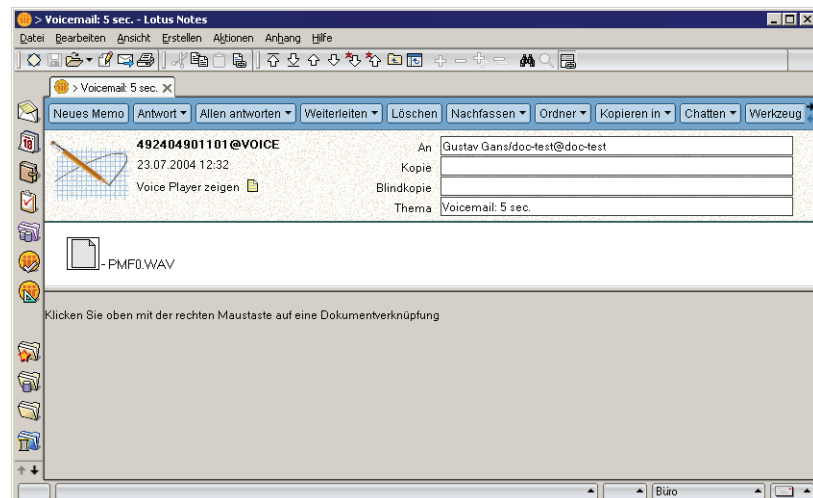 > Voicemail: 5 sec. - Lotus Notes
Datei Bearbeiten Ansicht Erstellen Aktionen Anhang Hilfe
> Voicemail: 5 sec.
Neues Memo Antwort Allen antworten Weiterleiten Löschen Nachfassen Ordner Kopieren in Chatten Werkzeug
492404901101@VOICE
23.07.2004 12:32
Voice Player zeigen
An Gustav Gans/doc-test@doc-test
Kopie
Blindkopie
Thema Voicemail: 5 sec.
- PMF0.WAV
Klicken Sie oben mit der rechten Maustaste auf eine Dokumentverknüpfung
Büro